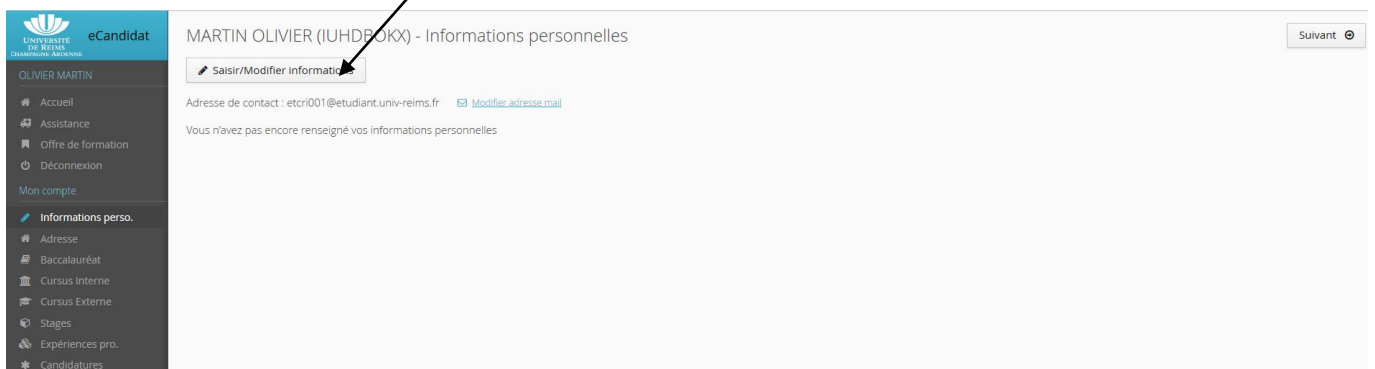 UNIVERSITÉ
DE REIMS
CHAMPAGNE-ARDENNE
eCandidat
OLIVIER MARTIN
Accueil
Assistance
Offre de formation
Déconnexion
Mon compte
Informations perso.
Adresse
Baccalauréat
Cursus Interne
Cursus Externe
Stages
Expériences pro.
Candidatures
MARTIN OLIVIER (IUHDBOKX) - Informations personnelles
Suivant
Saisir/Modifier informations
Adresse de contact : etcri001@etudiant.univ-reims.fr Modifier adresse mail
Vous n'avez pas encore renseigné vos informations personnelles